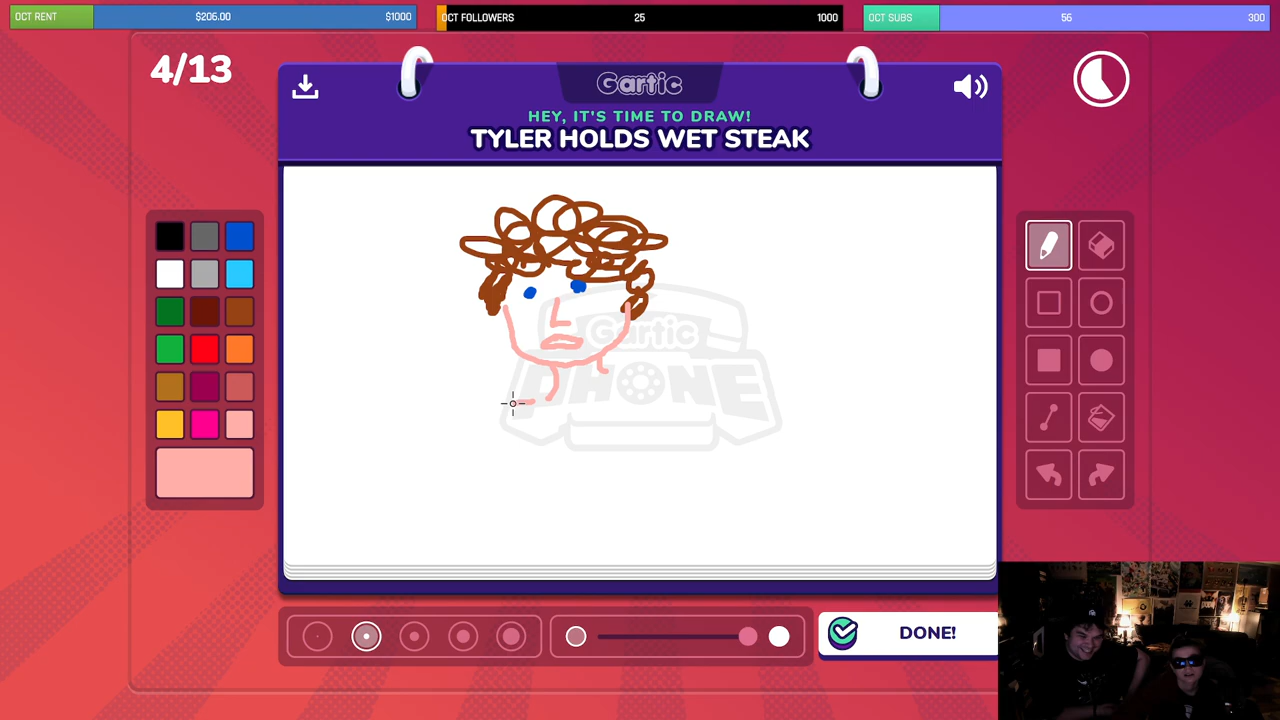 OCT RENT $206.00 $1000
OCT FOLLOWERS 25 1000
OCT SUBS 56 300
4/13
Gartic
HEY, IT'S TIME TO DRAW!
TYLER HOLDS WET STEAK
Gartic
PHONE
DONE!